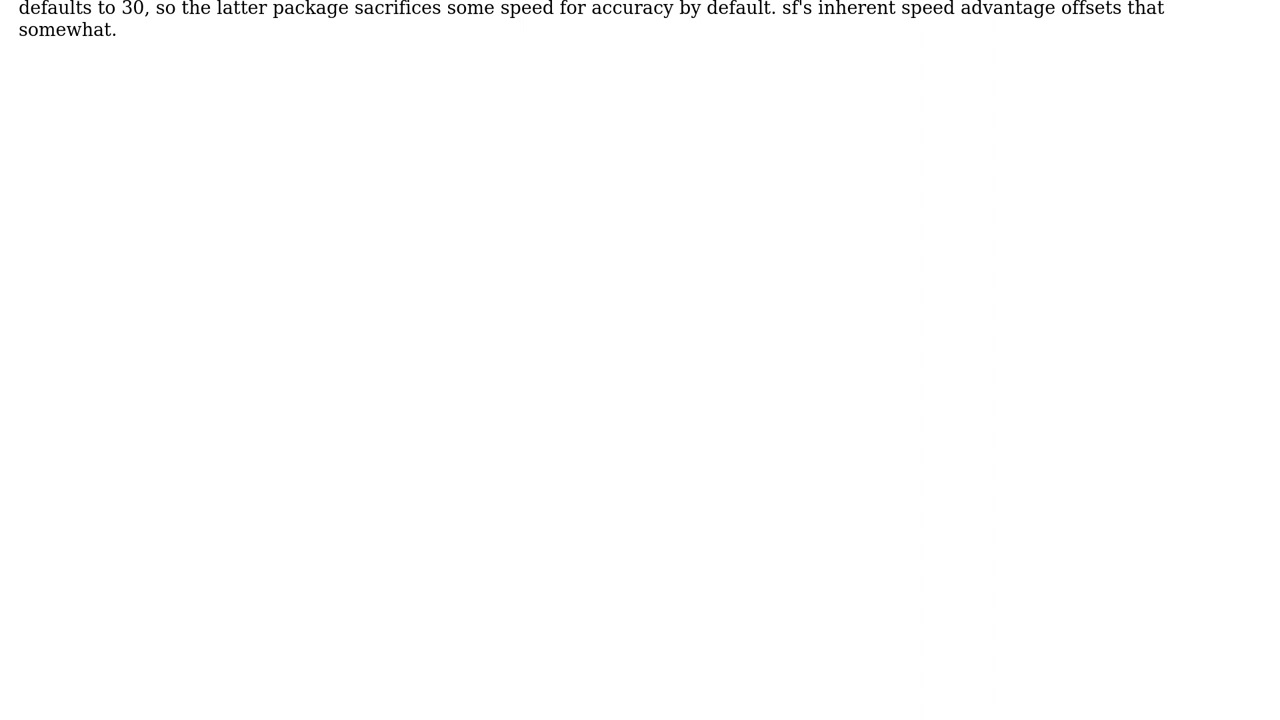 defaults to 30, so the latter package sacrifices some speed for accuracy by default. sf's inherent speed advantage offsets that
somewhat.